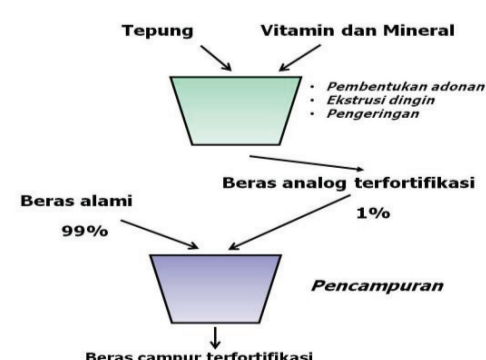 Tepung Vitamin dan Mineral
• Pembentukan adonan
• Ekstrusi dingin
• Pengeringan
Beras analog terfortifikasi
1%
Beras alami
99%
Pencampuran
Beras campur terfortifikasi